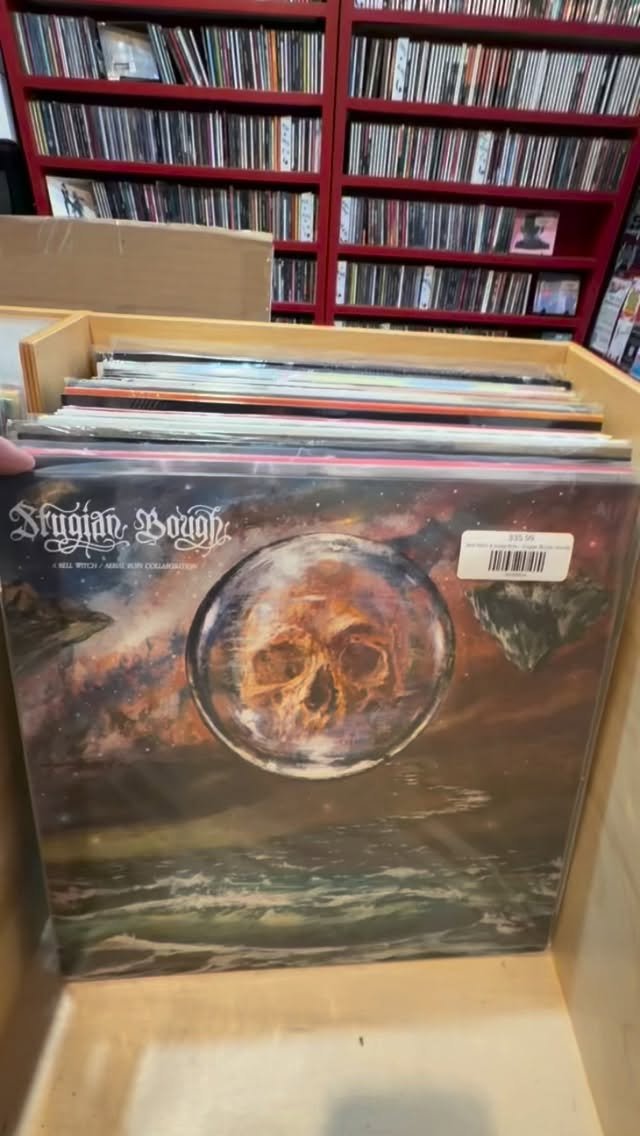 Stygian Bough
A BELL WITCH / AERIAL RUIN COLLABORATION
$35.99